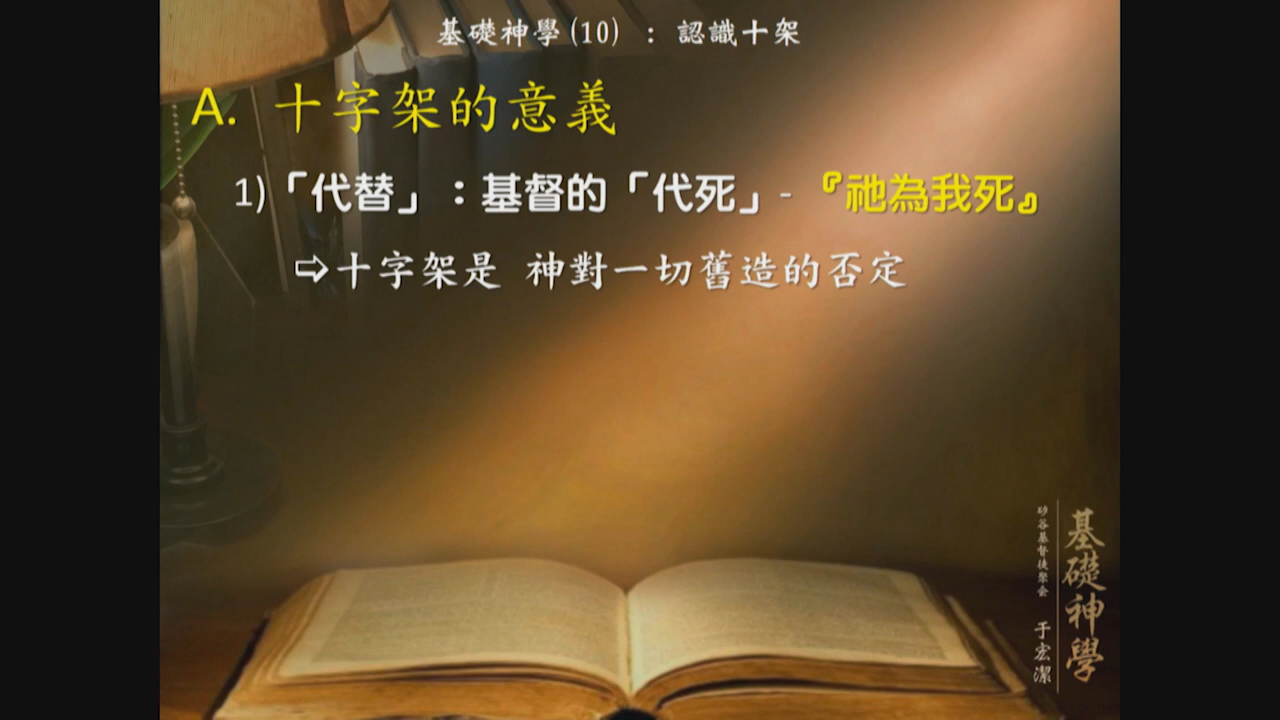 基礎神學(10) : 認識十架
A. 十字架的意義
1)「代替」：基督的「代死」- 『祂為我死』
⇨十字架是 神對一切舊造的否定
基礎神學
矽谷基督徒聚會 于宏潔